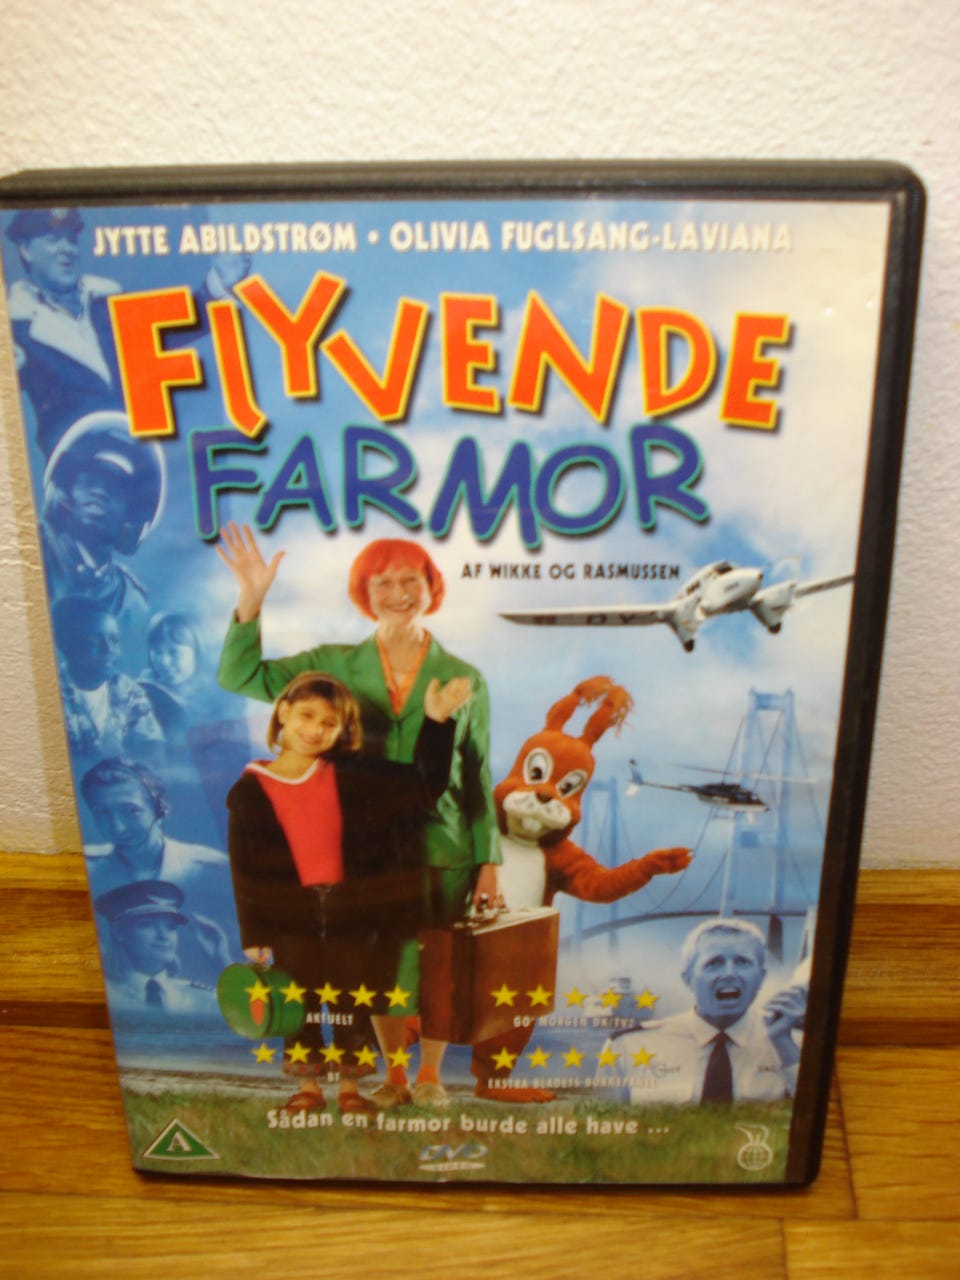 JYTTE ABILDSTRØM • OLIVIA FUGLSANG-LAVIANA
FLYVENDE
FARMOR
AF WIKKE OG RASMUSSEN
AKTUELT
GO' MORGEN DK/TV2
BT
EKSTRA BLADETS BØRNEPANEL
Sådan en farmor burde alle have ...
A
DVD
VIDEO